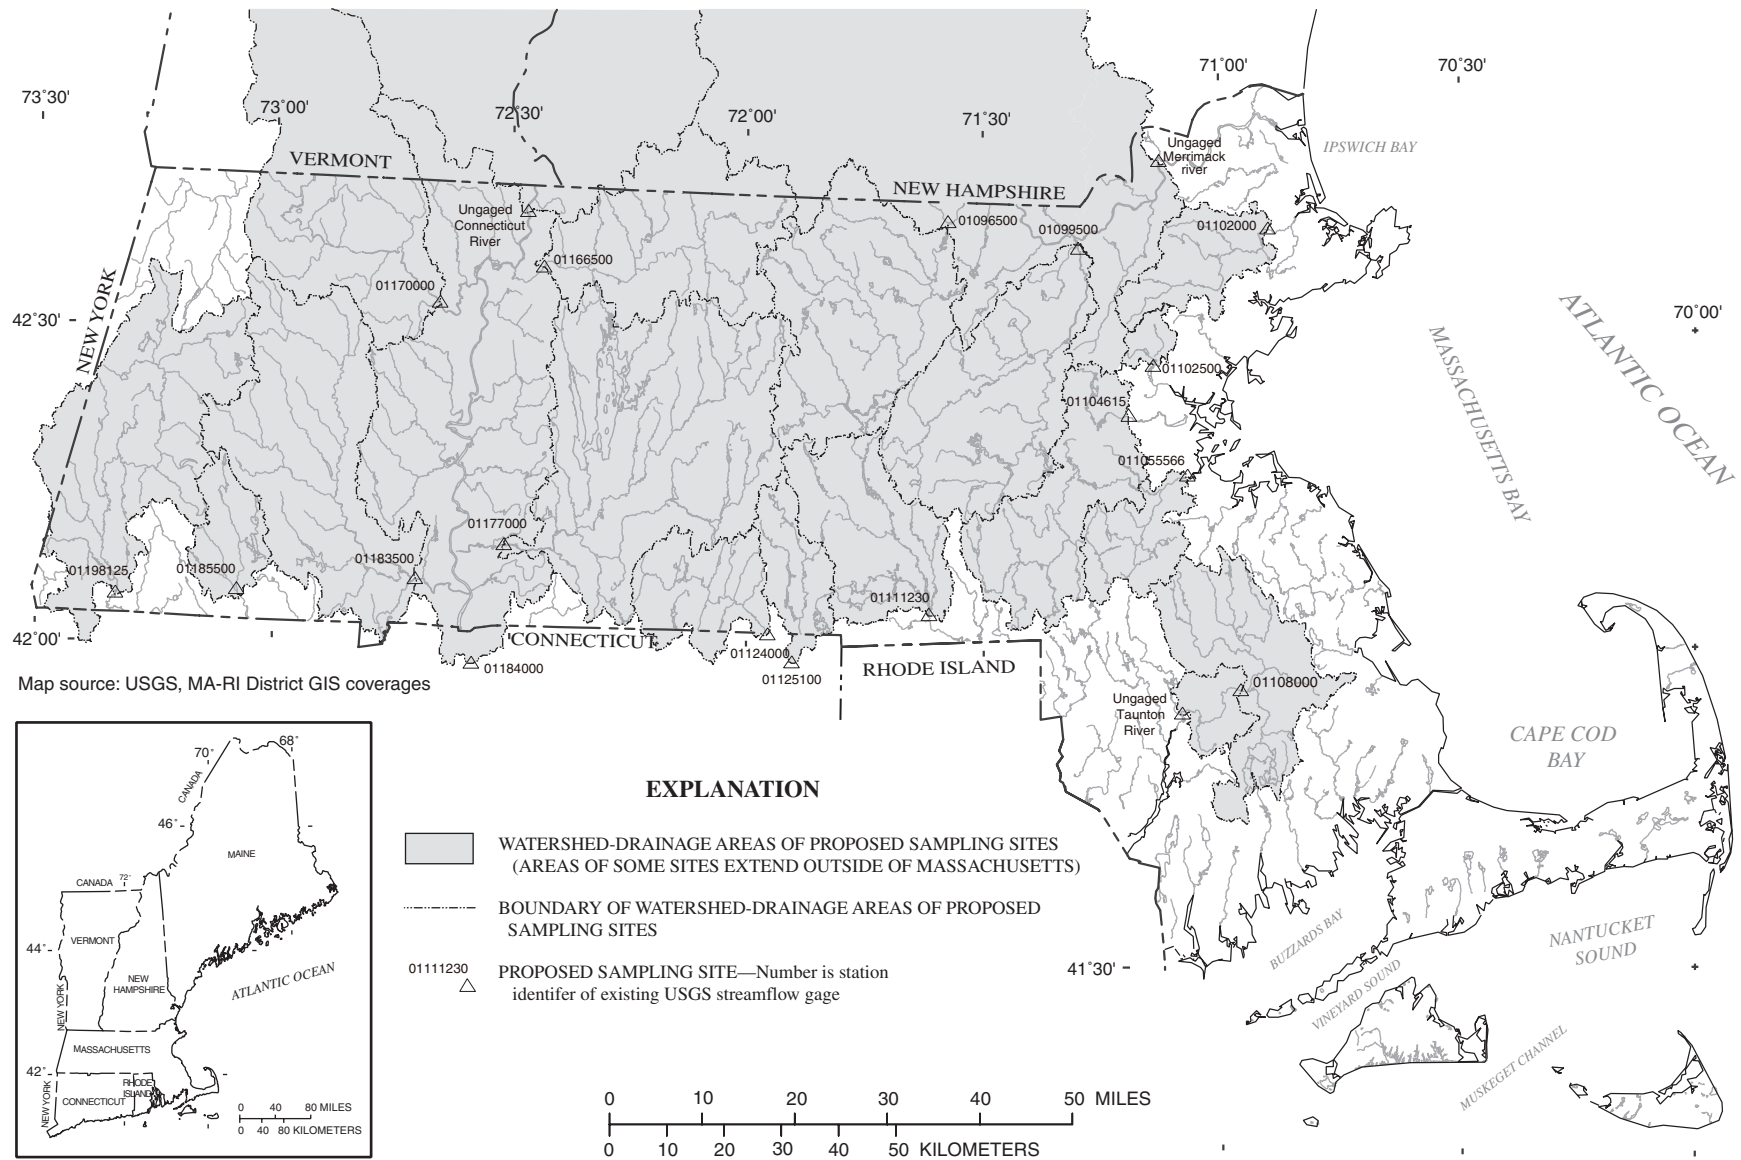 73°30'
73°00'
72°30'
72°00'
71°30'
71°00'
70°30'
VERMONT
NEW HAMPSHIRE
IPSWICH BAY
Ungaged
Merrimack
river
Ungaged
Connecticut
River
01096500
01099500
01102000
01166500
01170000
NEW YORK
42°30'
70°00'
ATLANTIC OCEAN
MASSACHUSETTS BAY
01102500
01104615
011055566
01177000
01183500
01198125
01185500
01111230
42°00'
CONNECTICUT
01124000
01184000
01125100
RHODE ISLAND
01108000
Ungaged
Taunton
River
Map source: USGS, MA-RI District GIS coverages
CAPE COD
BAY
NANTUCKET
SOUND
BUZZARDS BAY
VINEYARD SOUND
MUSKEGET CHANNEL
41°30'
70°
68°
CANADA
46°
MAINE
CANADA
72°
VERMONT
44°
NEW
HAMPSHIRE
NEW YORK
ATLANTIC OCEAN
MASSACHUSETTS
42°
RHODE
ISLAND
CONNECTICUT
NEW YORK
0 40 80 MILES
0 40 80 KILOMETERS
EXPLANATION
WATERSHED-DRAINAGE AREAS OF PROPOSED SAMPLING SITES
(AREAS OF SOME SITES EXTEND OUTSIDE OF MASSACHUSETTS)
BOUNDARY OF WATERSHED-DRAINAGE AREAS OF PROPOSED
SAMPLING SITES
01111230 PROPOSED SAMPLING SITE—Number is station
identifer of existing USGS streamflow gage
0 10 20 30 40 50 MILES
0 10 20 30 40 50 KILOMETERS